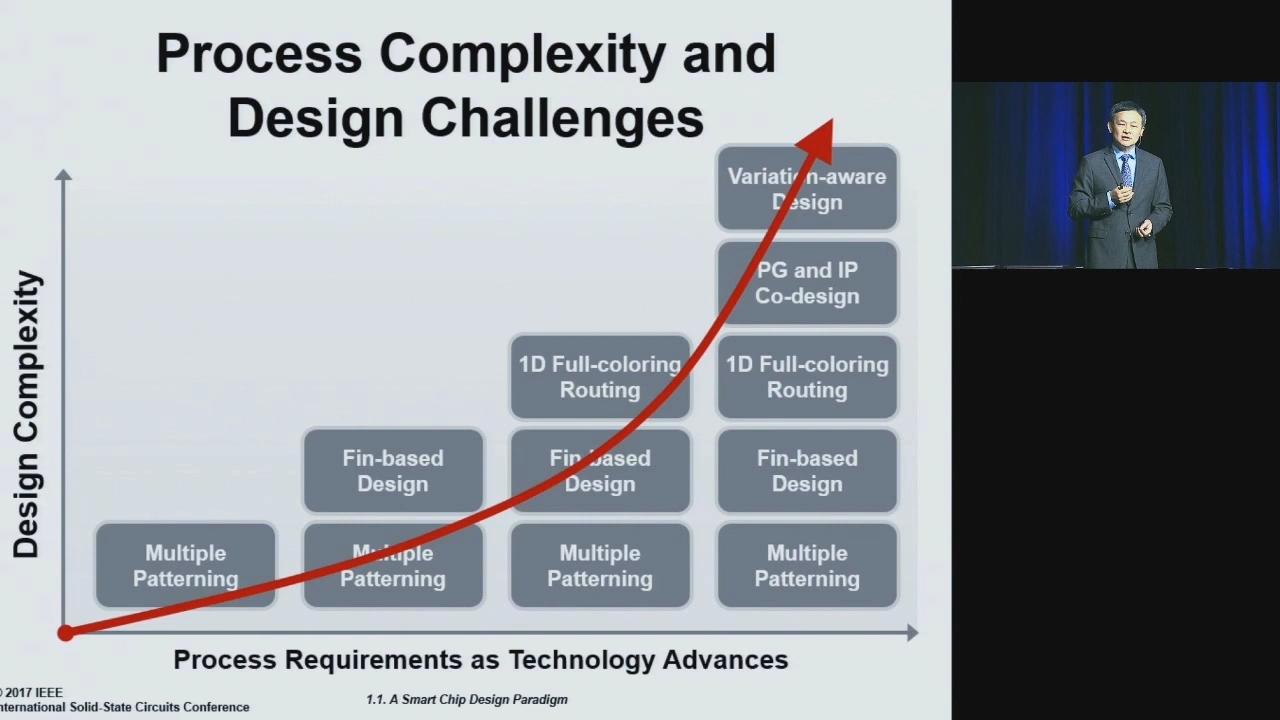 Process Complexity and
Design Challenges
Design Complexity
Variation-aware
Design
PG and IP
Co-design
1D Full-coloring
Routing
1D Full-coloring
Routing
Fin-based
Design
Fin-based
Design
Fin-based
Design
Multiple
Patterning
Multiple
Patterning
Multiple
Patterning
Multiple
Patterning
Process Requirements as Technology Advances
© 2017 IEEE
nternational Solid-State Circuits Conference
1.1. A Smart Chip Design Paradigm